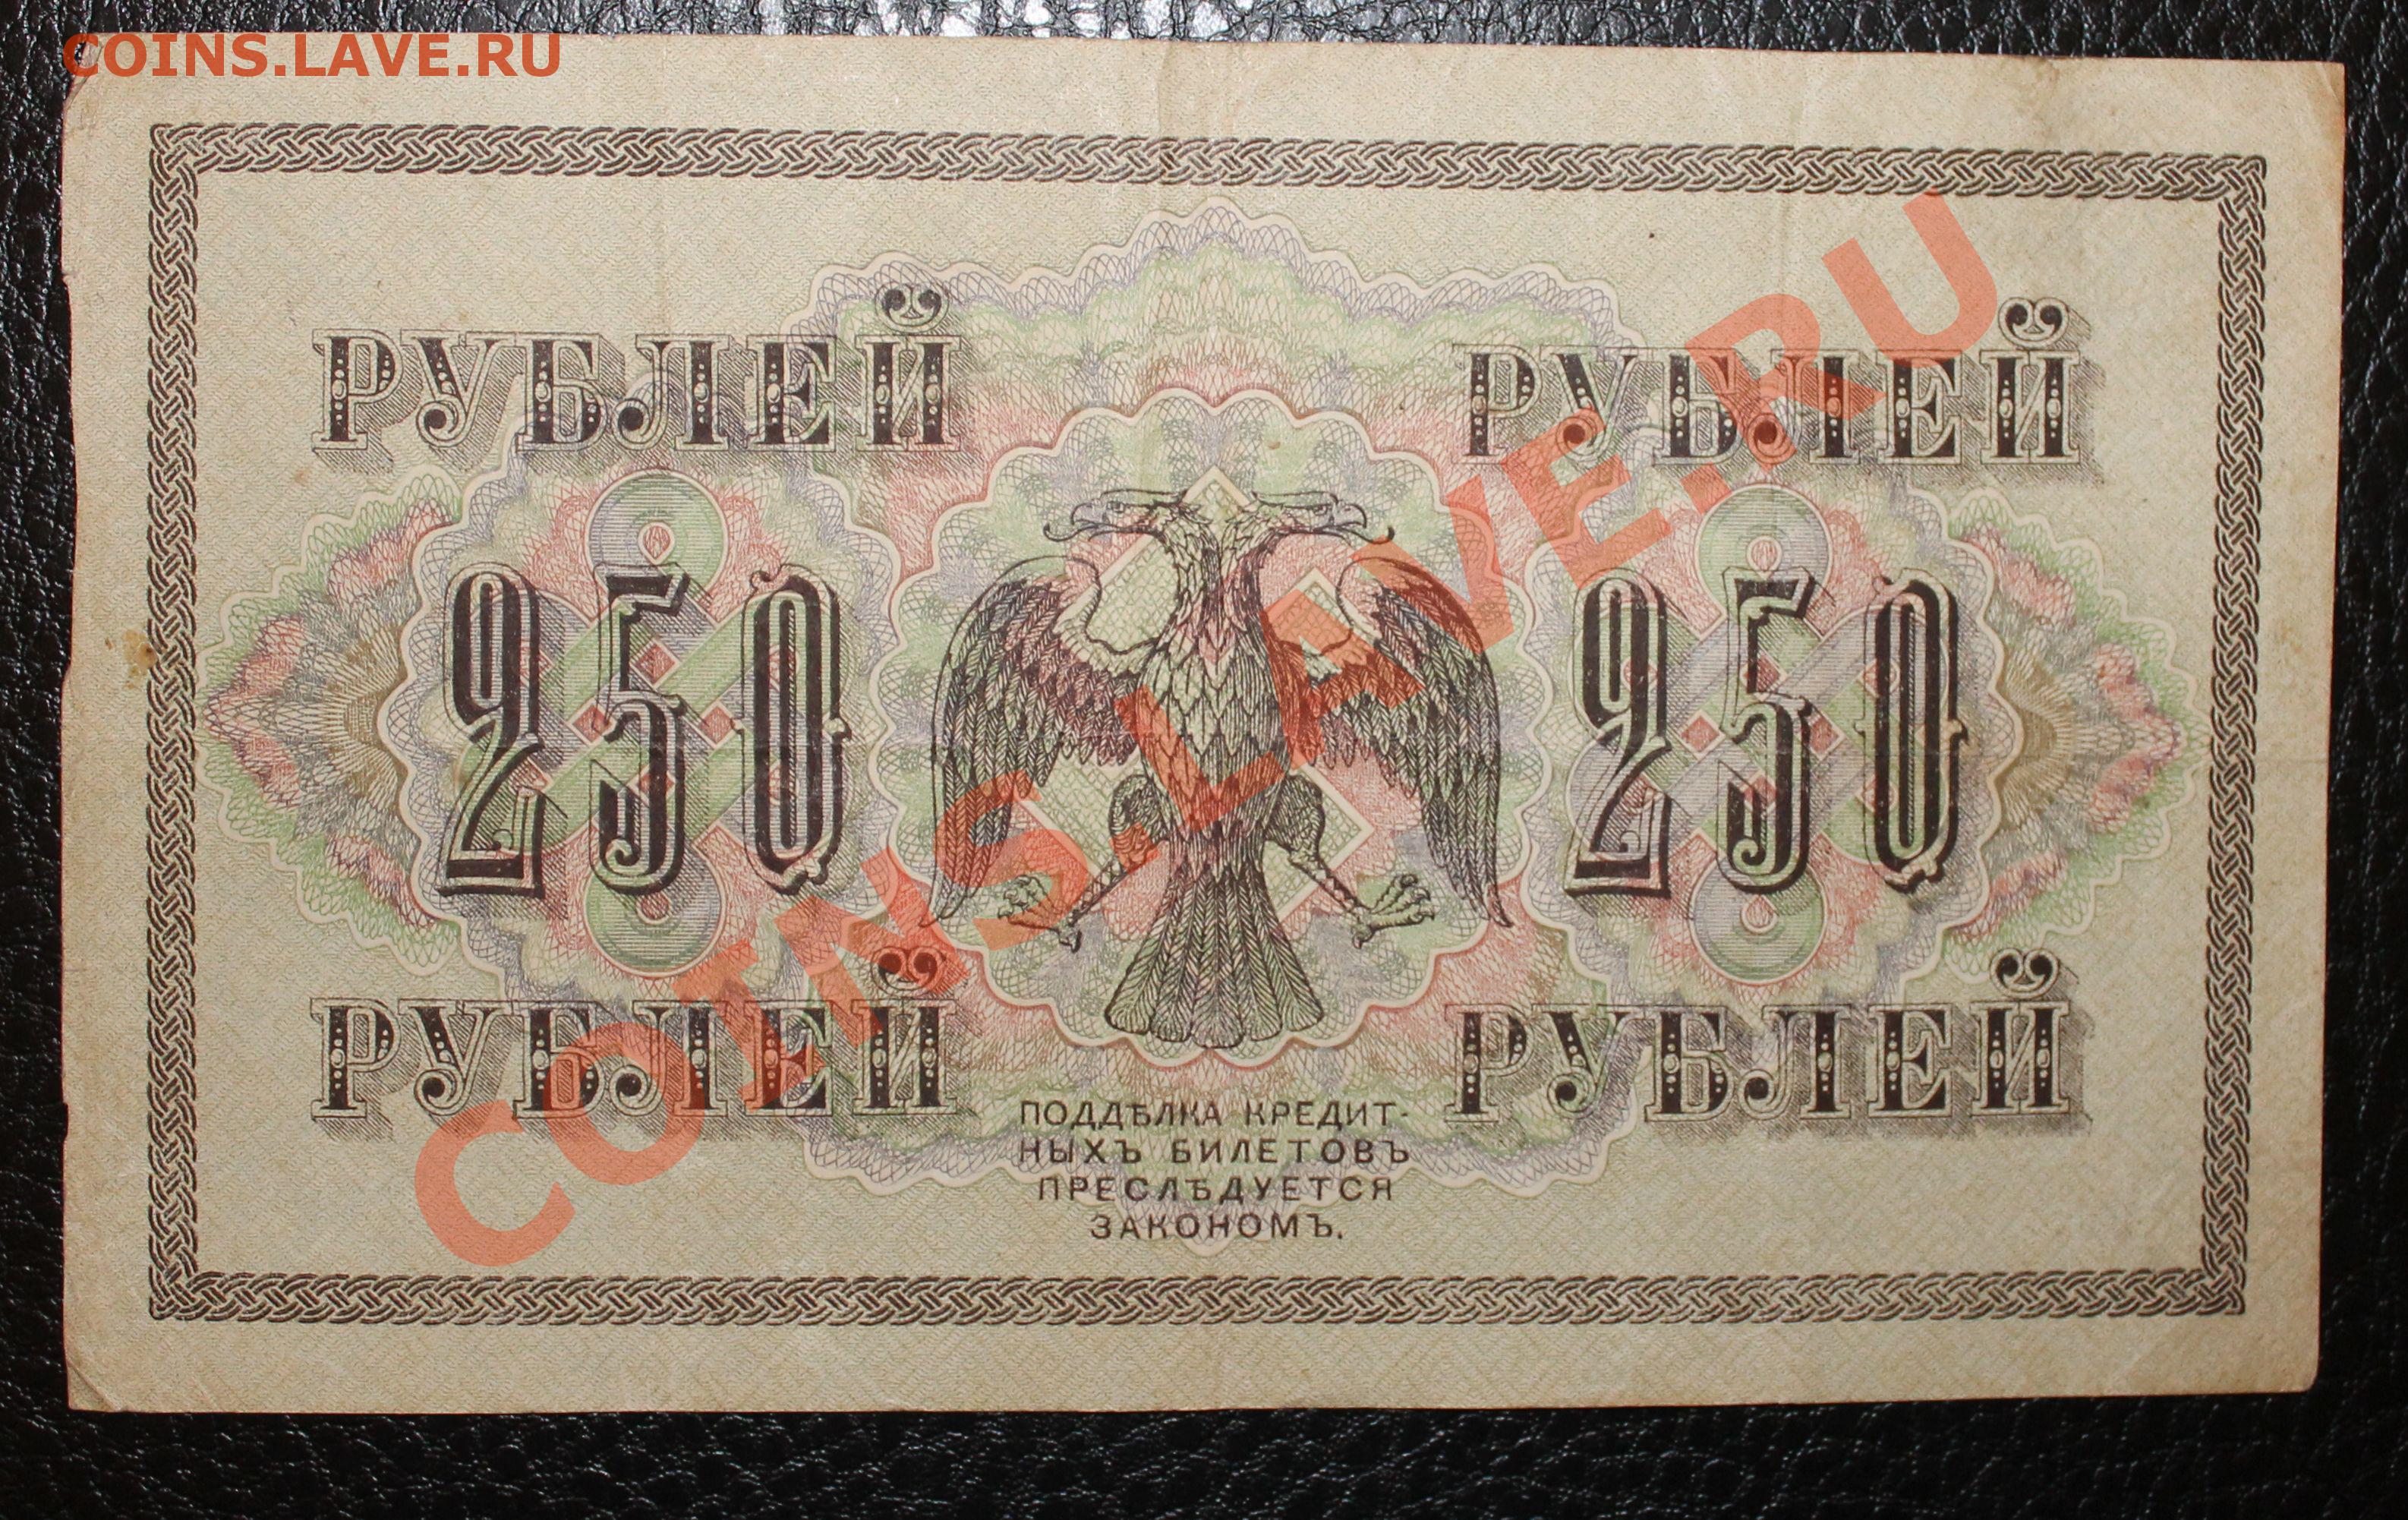 COINS.LAVE.RU
РУБЛЕЙ РУБЛЕЙ
250 250
РУБЛЕЙ РУБЛЕЙ
ПОДДѢЛКА КРЕДИТ-
НЫХЪ БИЛЕТОВЪ
ПРЕСЛѢДУЕТСЯ
ЗАКОНОМЪ.
COINS.LAVE.RU